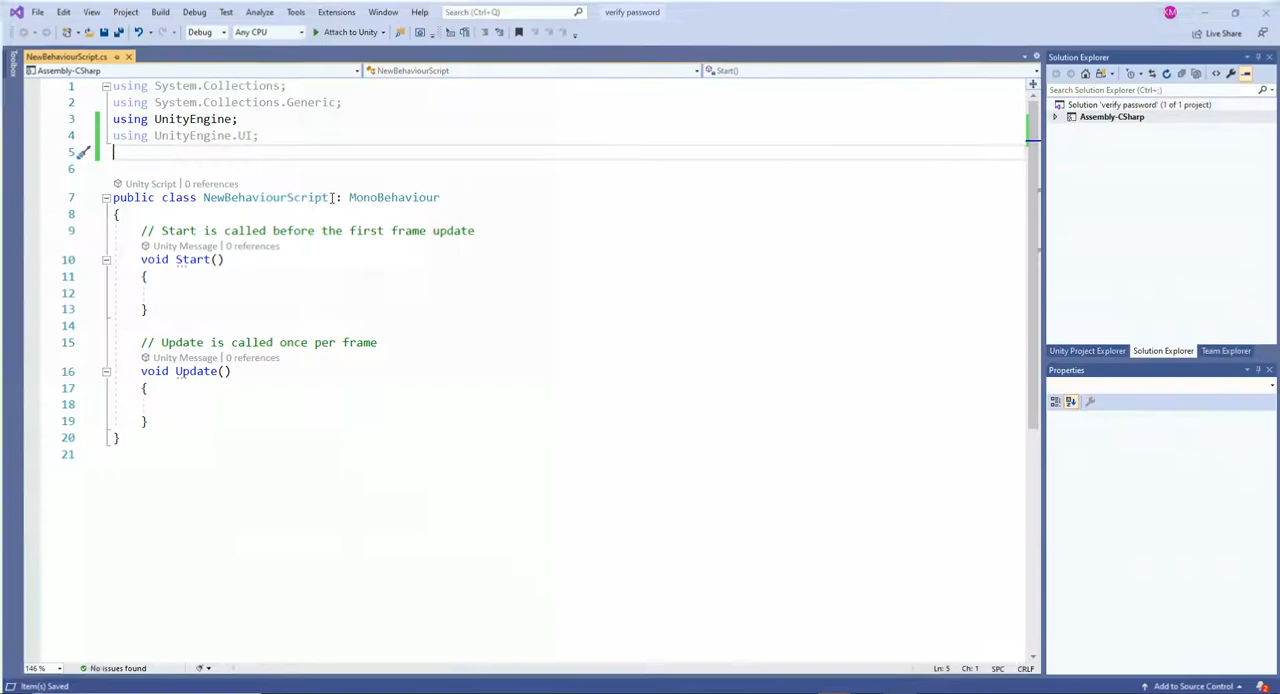 File Edit View Project Build Debug Test Analyze Tools Extensions Window Help Search (Ctrl+Q) verify password KM
Debug Any CPU Attach to Unity Live Share
Toolbox
NewBehaviourScript.cs
Assembly-CSharp NewBehaviourScript Start()
1 using System.Collections;
2 using System.Collections.Generic;
3 using UnityEngine;
4 using UnityEngine.UI;
5
6
Unity Script | 0 references
7 public class NewBehaviourScript : MonoBehaviour
8 {
9 // Start is called before the first frame update
Unity Message | 0 references
10 void Start()
11 {
12
13 }
14
15 // Update is called once per frame
Unity Message | 0 references
16 void Update()
17 {
18
19 }
20 }
21
146 % No issues found Ln: 5 Ch: 1 SPC CRLF
Solution Explorer
Search Solution Explorer (Ctrl+;)
Solution 'verify password' (1 of 1 project)
Assembly-CSharp
Unity Project Explorer Solution Explorer Team Explorer
Properties
Item(s) Saved Add to Source Control 2